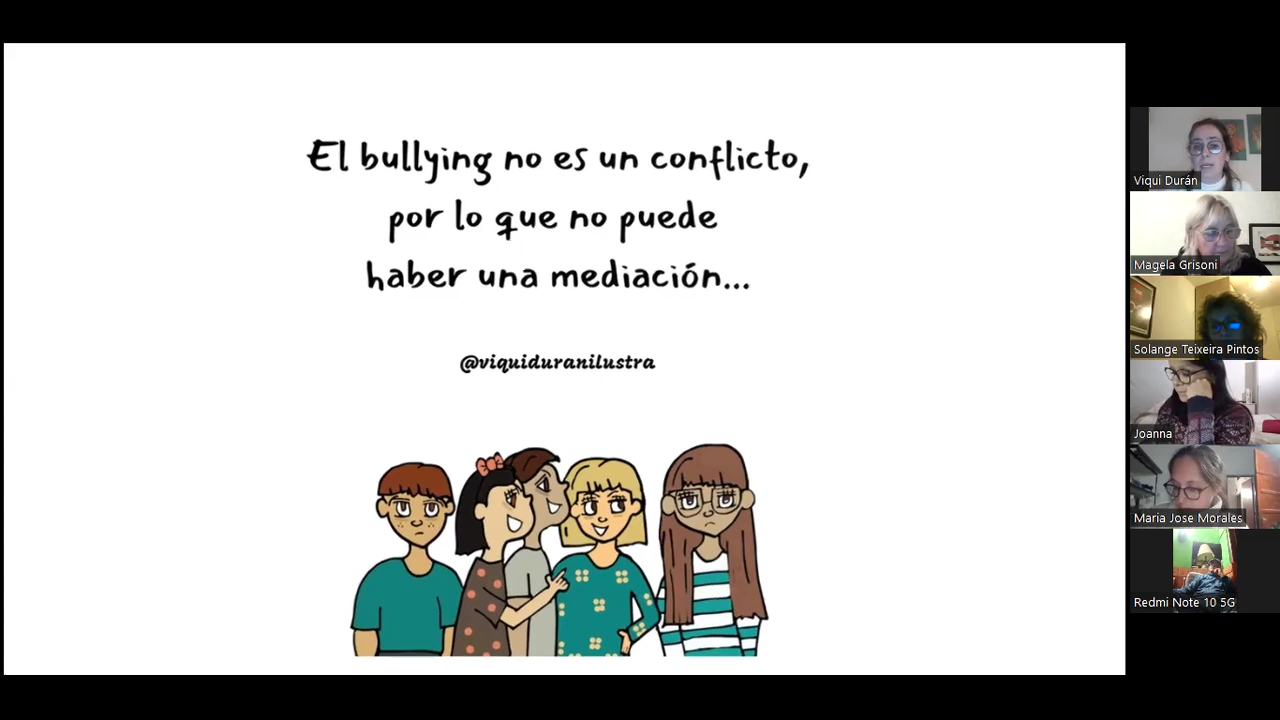 El bullying no es un conflicto,
por lo que no puede
haber una mediación...
@viquiduranilustra
Viqui Durán
Magela Grisoni
Solange Teixeira Pintos
Joanna
Maria Jose Morales
Redmi Note 10 5G